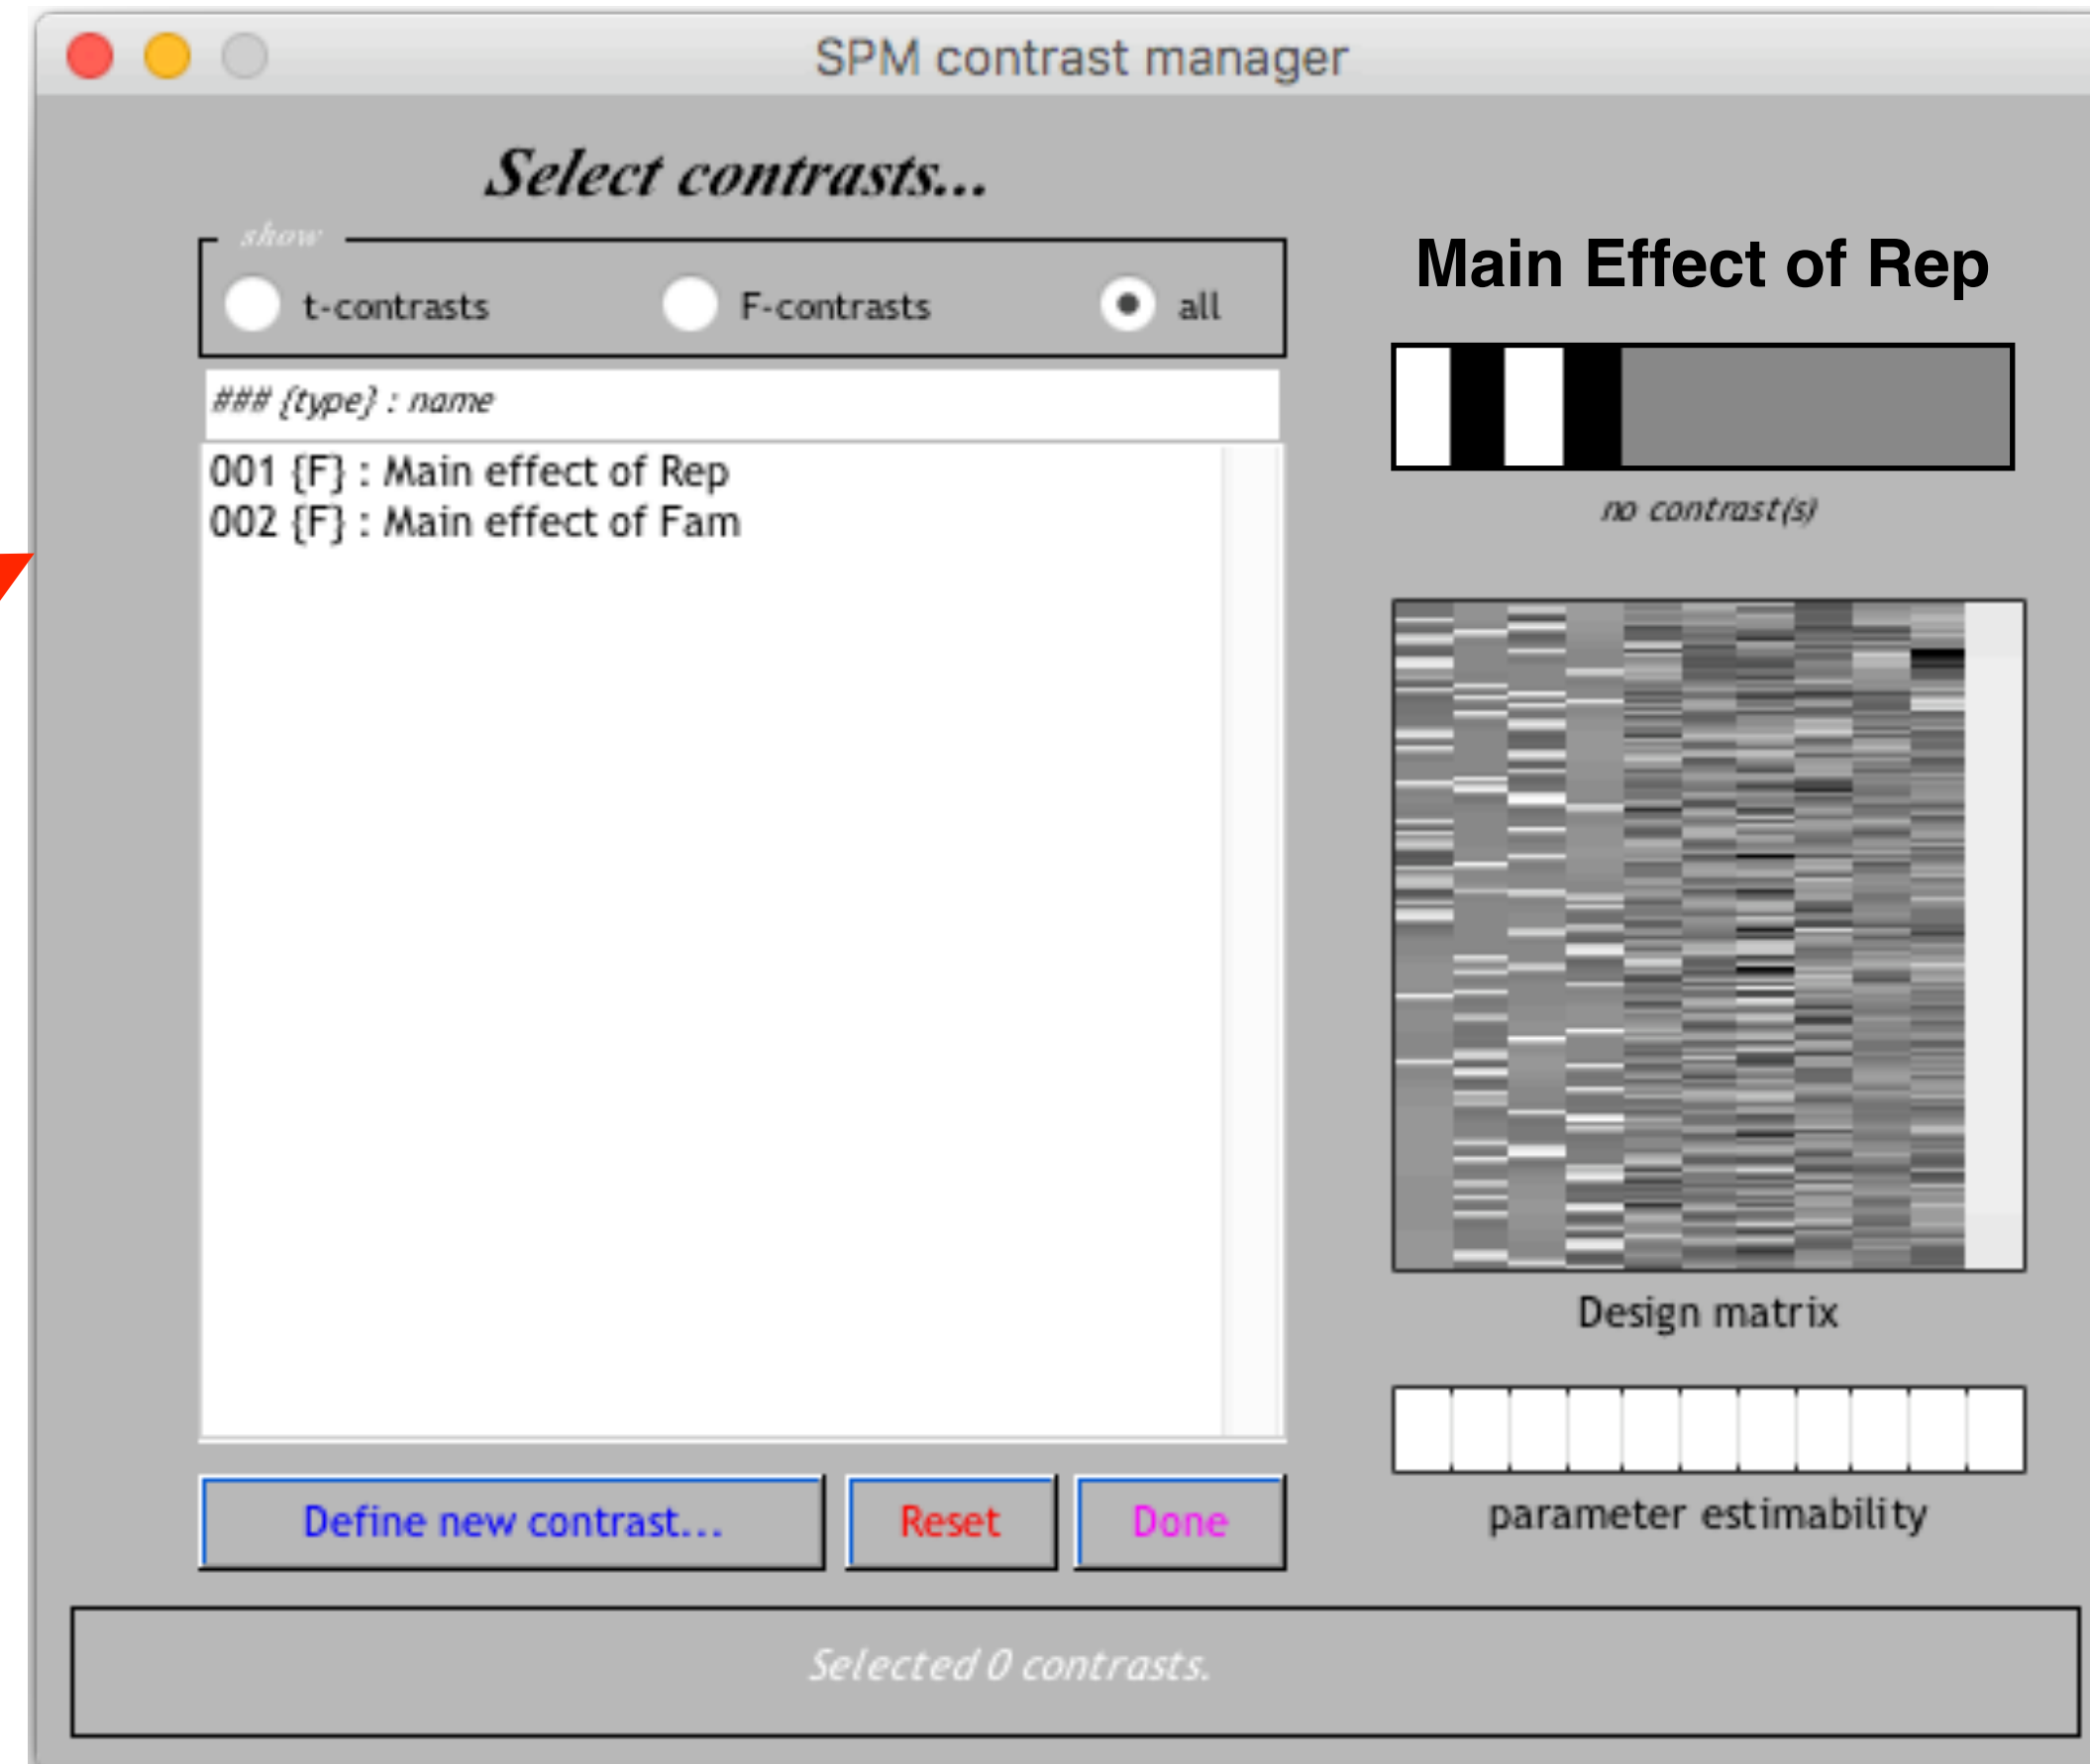 SPM contrast manager
Select contrasts...
show
t-contrasts F-contrasts all
### {type} : name
001 {F} : Main effect of Rep
002 {F} : Main effect of Fam
Define new contrast... Reset Done
Main Effect of Rep
no contrast(s)
Design matrix
parameter estimability
Selected 0 contrasts.